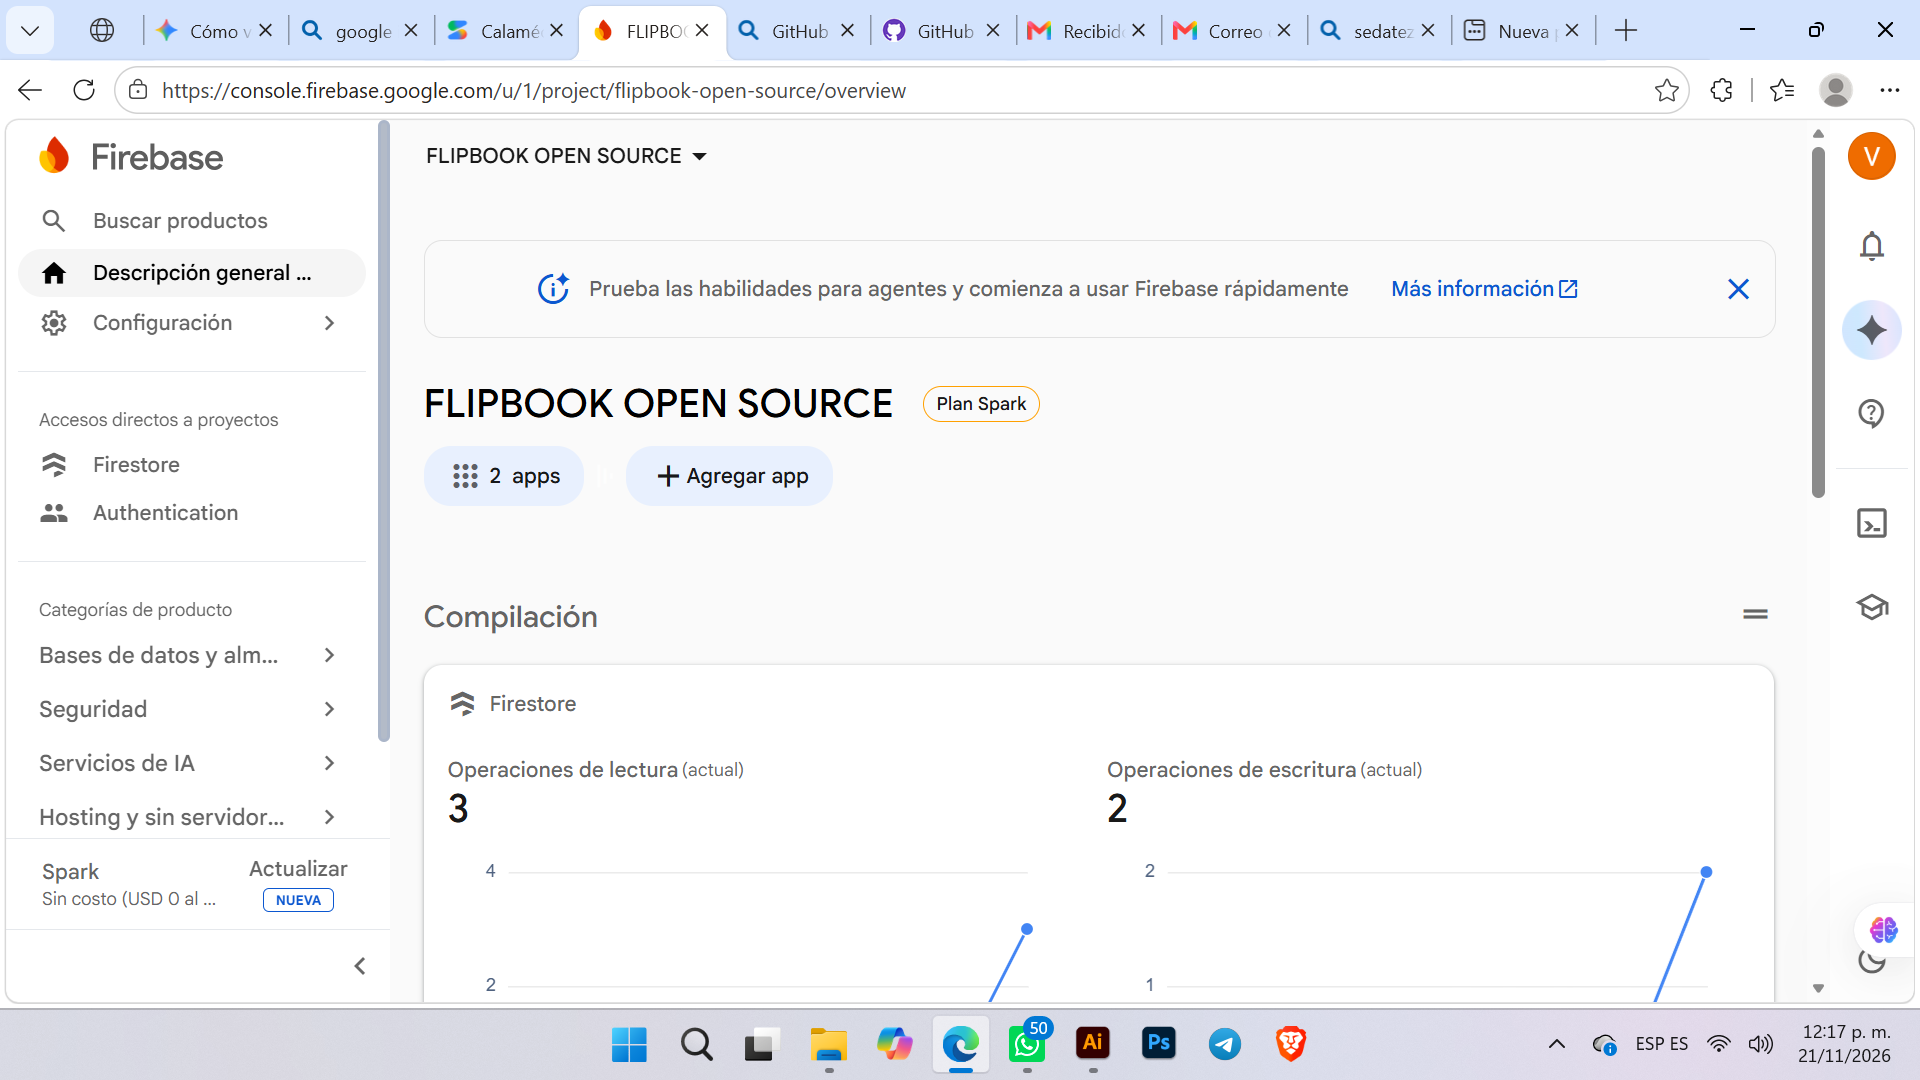 Cómo v
google
Calamé
FLIPBO
GitHub
GitHub
Recibid
Correo
sedatez
Nueva
https://console.firebase.google.com/u/1/project/flipbook-open-source/overview
Firebase
Buscar productos
Descripción general ...
Configuración
Accesos directos a proyectos
Firestore
Authentication
Categorías de producto
Bases de datos y alm...
Seguridad
Servicios de IA
Hosting y sin servidor...
Spark
Sin costo (USD 0 al ...
Actualizar
NUEVA
FLIPBOOK OPEN SOURCE
Prueba las habilidades para agentes y comienza a usar Firebase rápidamente
Más información
FLIPBOOK OPEN SOURCE
Plan Spark
2 apps
Agregar app
Compilación
Firestore
Operaciones de lectura (actual)
3
4
2
Operaciones de escritura (actual)
2
2
1
V
50
Ai
Ps
ESP ES
12:17 p. m.
21/11/2026